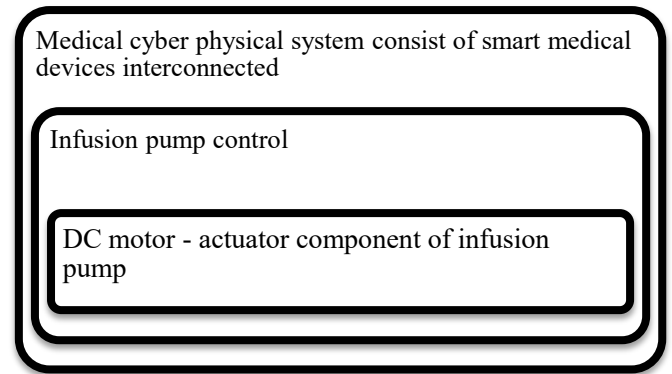 Medical cyber physical system consist of smart medical
devices interconnected
Infusion pump control
DC motor - actuator component of infusion
pump